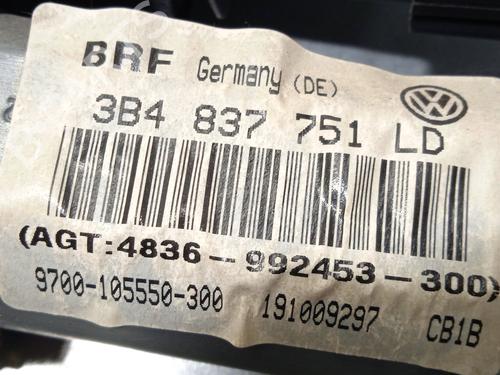 BRF Germany (DE)
3B4 837 751 LD
(AGT:4836-992453-300)
9700-105550-300 191009297 CB1B